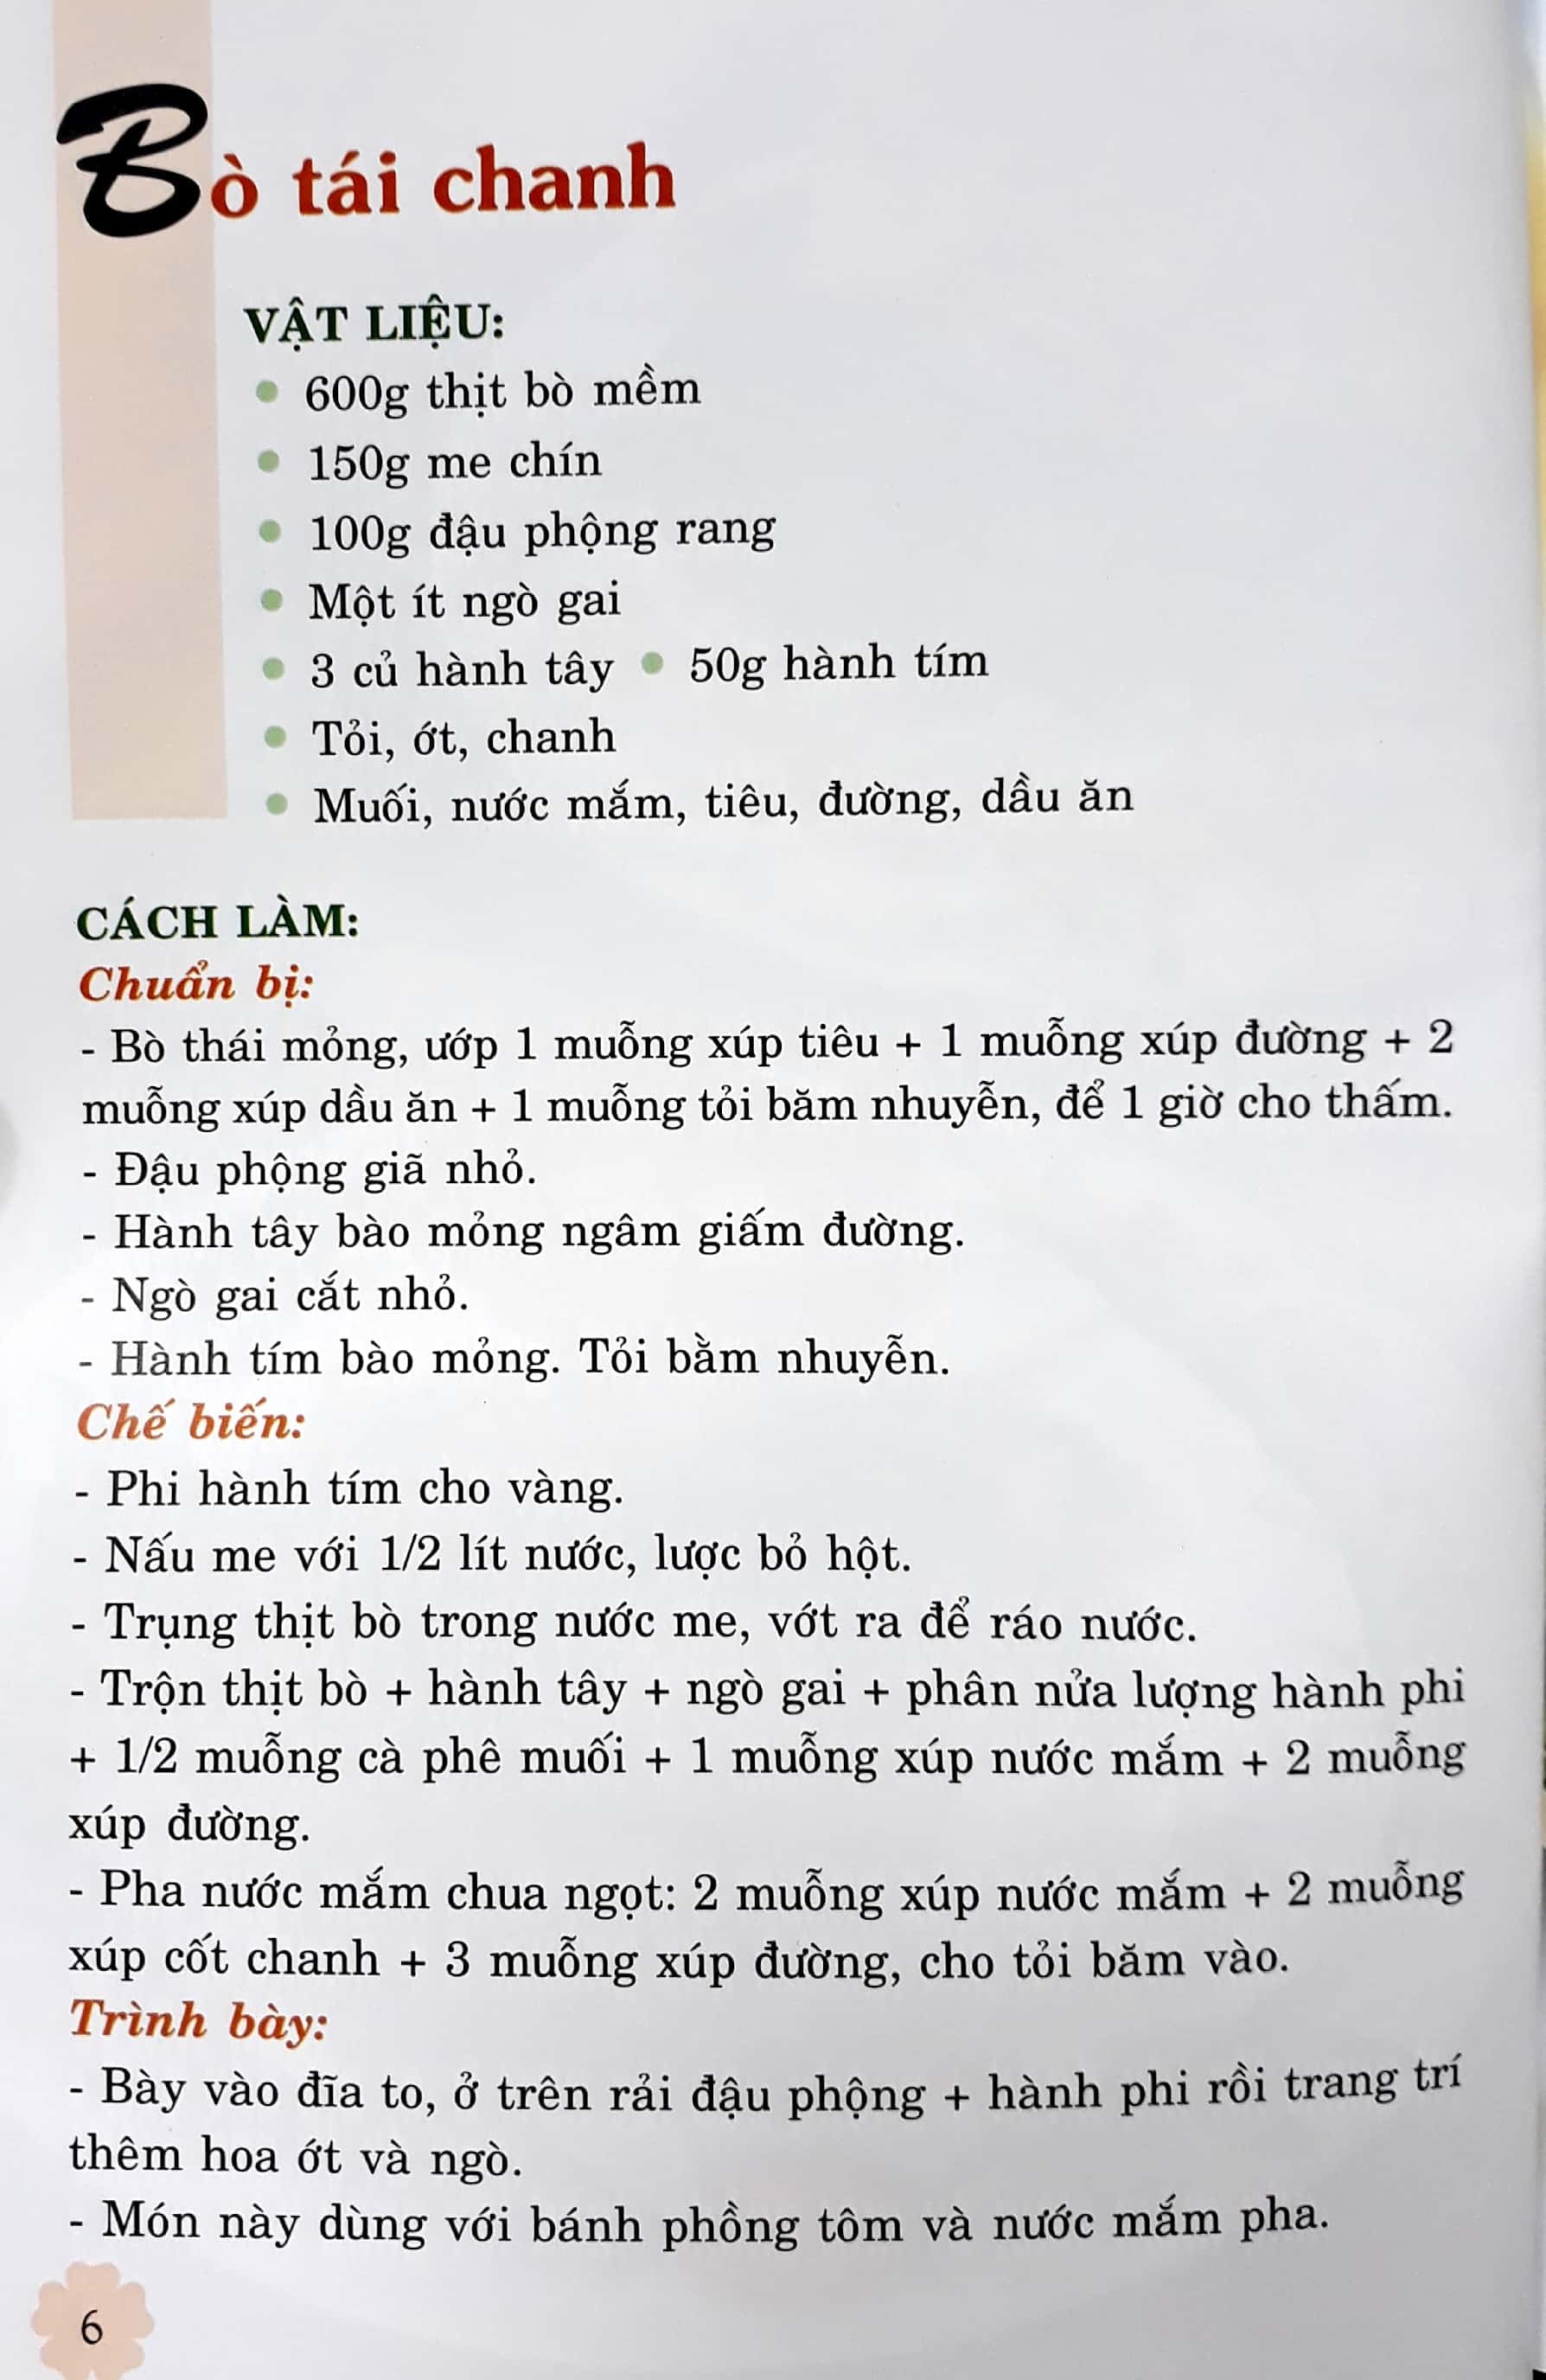 Bò tái chanh
VẬT LIỆU:
• 600g thịt bò mềm
• 150g me chín
• 100g đậu phộng rang
• Một ít ngò gai
• 3 củ hành tây • 50g hành tím
• Tỏi, ớt, chanh
• Muối, nước mắm, tiêu, đường, dầu ăn
CÁCH LÀM:
Chuẩn bị:
- Bò thái mỏng, ướp 1 muỗng xúp tiêu + 1 muỗng xúp đường + 2
muỗng xúp dầu ăn + 1 muỗng tỏi băm nhuyễn, để 1 giờ cho thấm.
- Đậu phộng giã nhỏ.
- Hành tây bào mỏng ngâm giấm đường.
- Ngò gai cắt nhỏ.
- Hành tím bào mỏng. Tỏi bằm nhuyễn.
Chế biến:
- Phi hành tím cho vàng.
- Nấu me với 1/2 lít nước, lược bỏ hột.
- Trụng thịt bò trong nước me, vớt ra để ráo nước.
- Trộn thịt bò + hành tây + ngò gai + phân nửa lượng hành phi
+ 1/2 muỗng cà phê muối + 1 muỗng xúp nước mắm + 2 muỗng
xúp đường.
- Pha nước mắm chua ngọt: 2 muỗng xúp nước mắm + 2 muỗng
xúp cốt chanh + 3 muỗng xúp đường, cho tỏi băm vào.
Trình bày:
- Bày vào đĩa to, ở trên rải đậu phộng + hành phi rồi trang trí
thêm hoa ớt và ngò.
- Món này dùng với bánh phồng tôm và nước mắm pha.
6